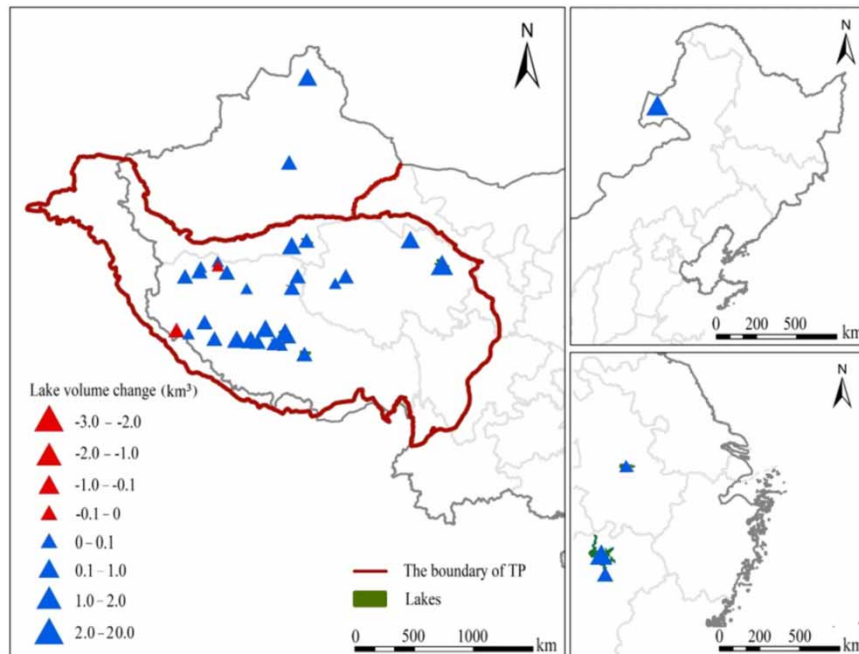 N
Lake volume change (km³)
-3.0 – -2.0
-2.0 – -1.0
-1.0 – -0.1
-0.1 – 0
0 – 0.1
0.1 – 1.0
1.0 – 2.0
2.0 – 20.0
The boundary of TP
Lakes
0 500 1000 km
N
0 200 500 km
N
0 200 500 km